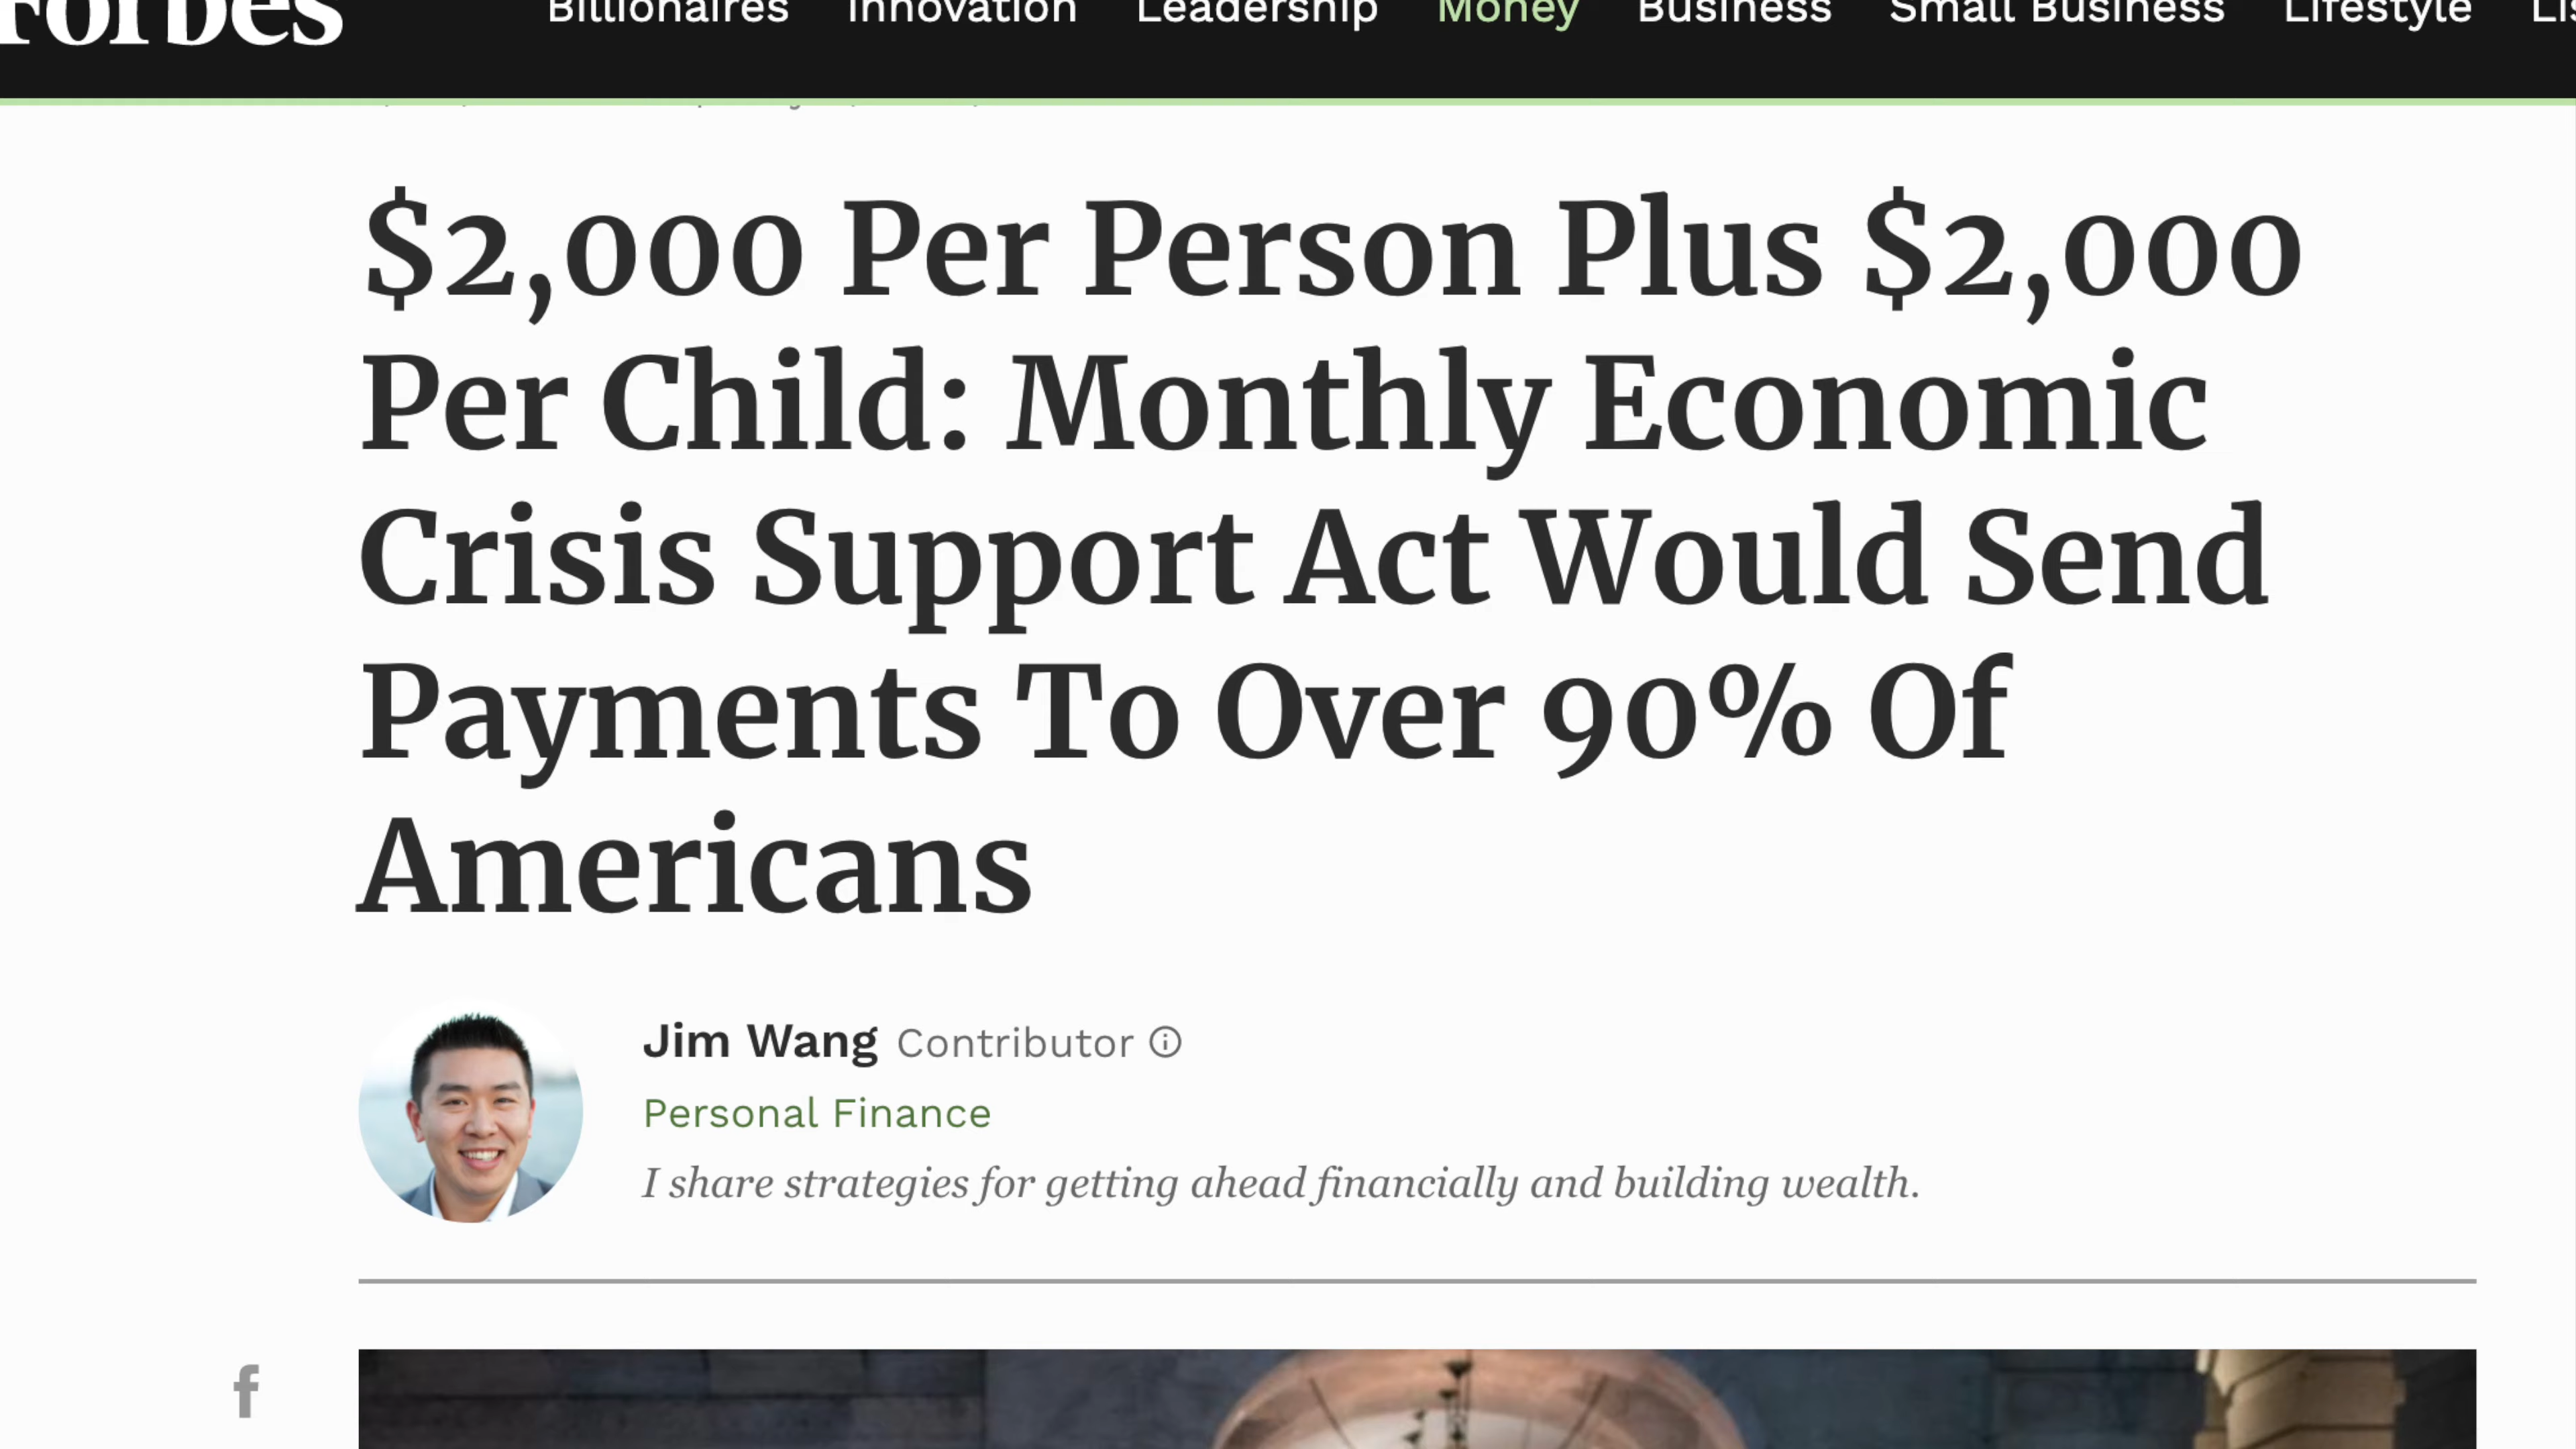 Forbes Billionaires Innovation Leadership Money Business Small Business Lifestyle
$2,000 Per Person Plus $2,000
Per Child: Monthly Economic
Crisis Support Act Would Send
Payments To Over 90% Of
Americans
Jim Wang Contributor
Personal Finance
I share strategies for getting ahead financially and building wealth.
f